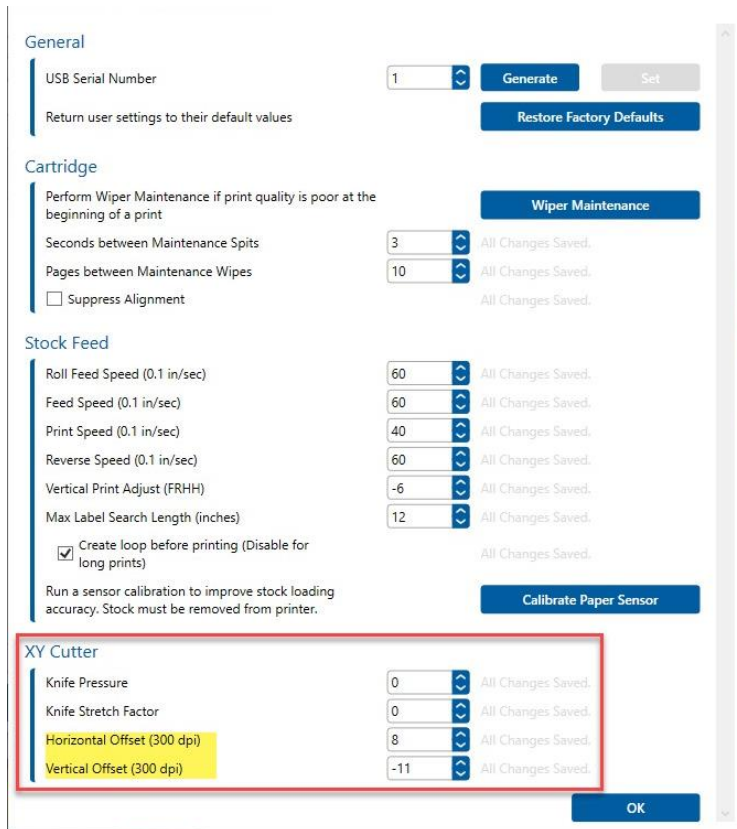 General
USB Serial Number 1 Generate Set
Return user settings to their default values Restore Factory Defaults
Cartridge
Perform Wiper Maintenance if print quality is poor at the
beginning of a print Wiper Maintenance
Seconds between Maintenance Spits 3 All Changes Saved.
Pages between Maintenance Wipes 10 All Changes Saved.
Suppress Alignment All Changes Saved.
Stock Feed
Roll Feed Speed (0.1 in/sec) 60 All Changes Saved.
Feed Speed (0.1 in/sec) 60 All Changes Saved.
Print Speed (0.1 in/sec) 40 All Changes Saved.
Reverse Speed (0.1 in/sec) 60 All Changes Saved.
Vertical Print Adjust (FRHH) -6 All Changes Saved.
Max Label Search Length (inches) 12 All Changes Saved.
Create loop before printing (Disable for
long prints) All Changes Saved.
Run a sensor calibration to improve stock loading
accuracy. Stock must be removed from printer. Calibrate Paper Sensor
XY Cutter
Knife Pressure 0 All Changes Saved.
Knife Stretch Factor 0 All Changes Saved.
Horizontal Offset (300 dpi) 8 All Changes Saved.
Vertical Offset (300 dpi) -11 All Changes Saved.
OK